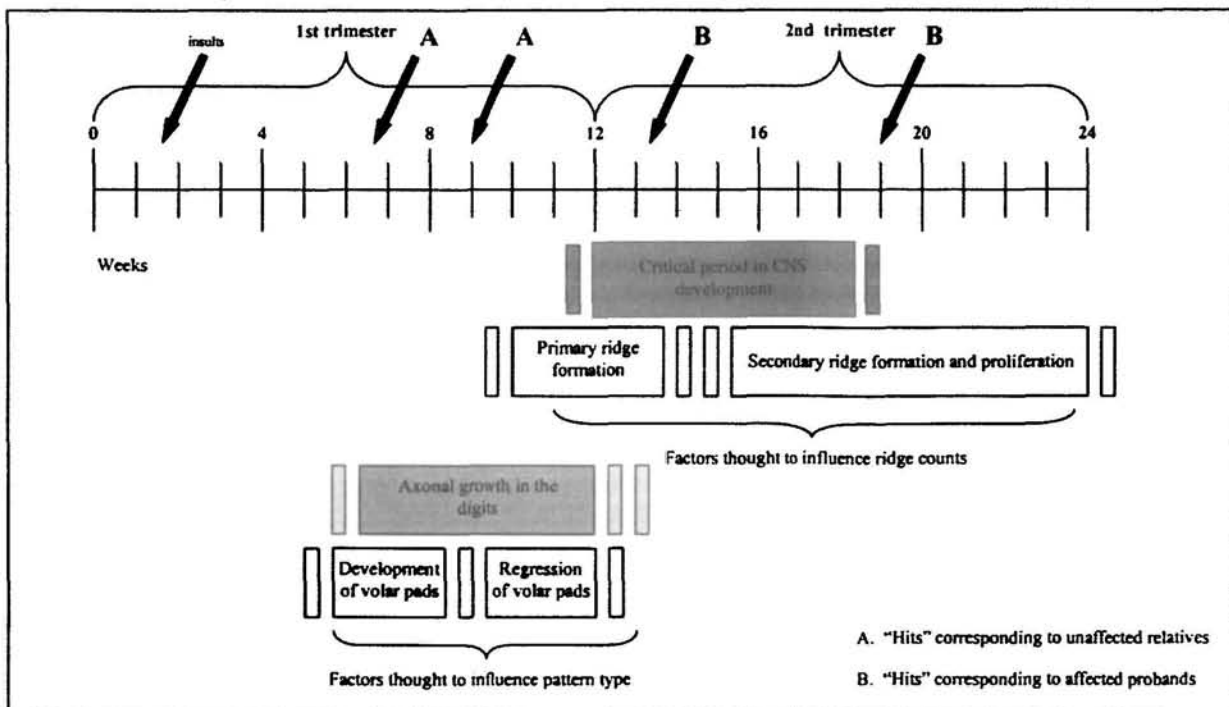 insults
1st trimester
A
A
B
2nd trimester
B
0
4
8
12
16
20
24
Weeks
Critical period in CNS
development
Primary ridge
formation
Secondary ridge formation and proliferation
Factors thought to influence ridge counts
Axonal growth in the
digits
Development
of volar pads
Regression
of volar pads
Factors thought to influence pattern type
A. "Hits" corresponding to unaffected relatives
B. "Hits" corresponding to affected probands